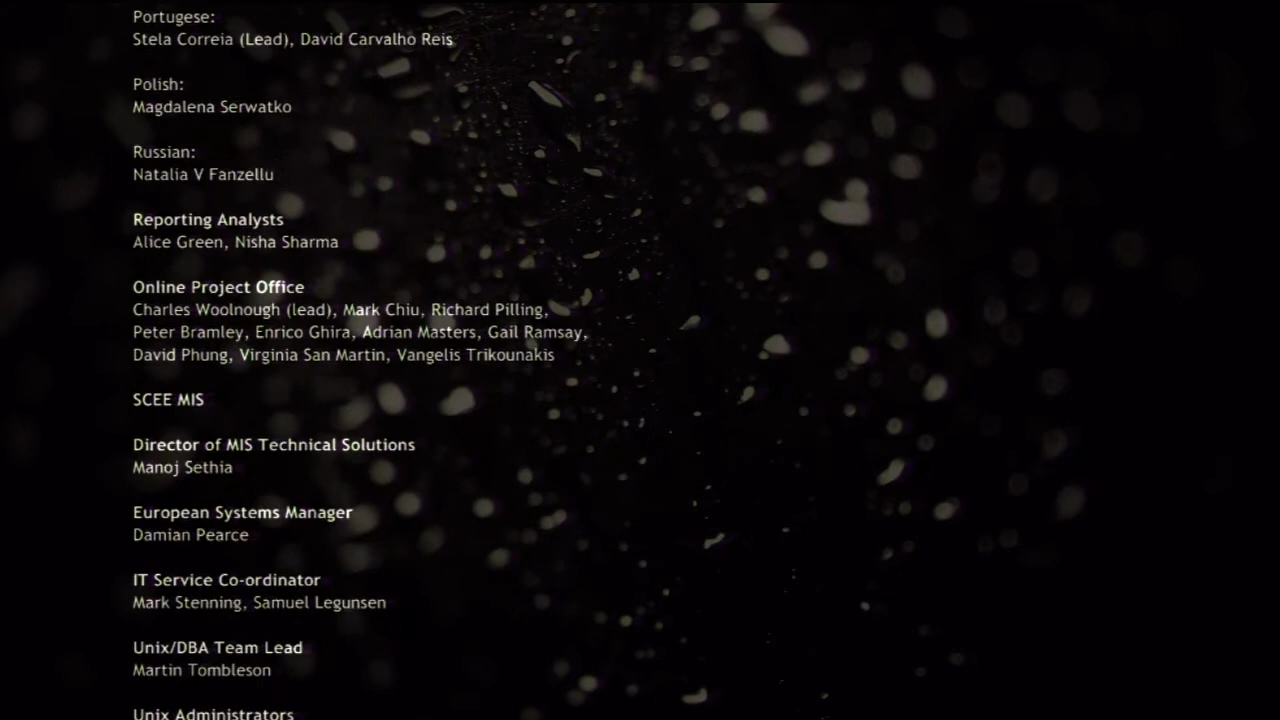 Portugese:
Stela Correia (Lead), David Carvalho Reis
Polish:
Magdalena Serwatko
Russian:
Natalia V Fanzellu
Reporting Analysts
Alice Green, Nisha Sharma
Online Project Office
Charles Woolnough (lead), Mark Chiu, Richard Pilling,
Peter Bramley, Enrico Ghira, Adrian Masters, Gail Ramsay,
David Phung, Virginia San Martin, Vangelis Trikounakis
SCEE MIS
Director of MIS Technical Solutions
Manoj Sethia
European Systems Manager
Damian Pearce
IT Service Co-ordinator
Mark Stenning, Samuel Legunsen
Unix/DBA Team Lead
Martin Tombleson
Unix Administrators